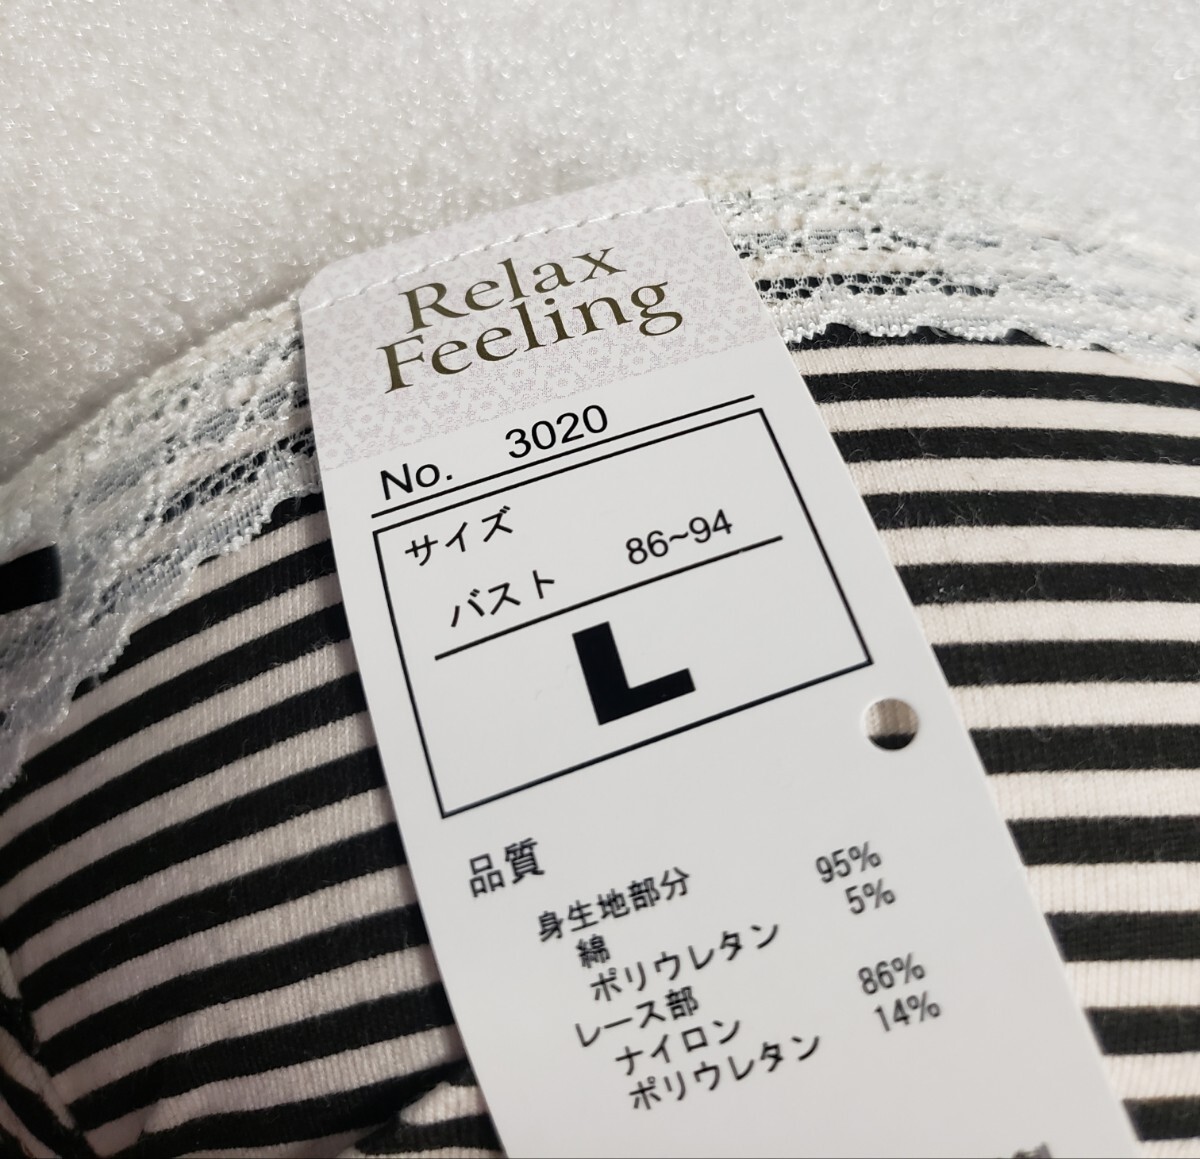 Relax
Feeling
No. 3020
サイズ
バスト 86~94
L
品質
身生地部分
綿 95%
ポリウレタン 5%
レース部
ナイロン 86%
ポリウレタン 14%